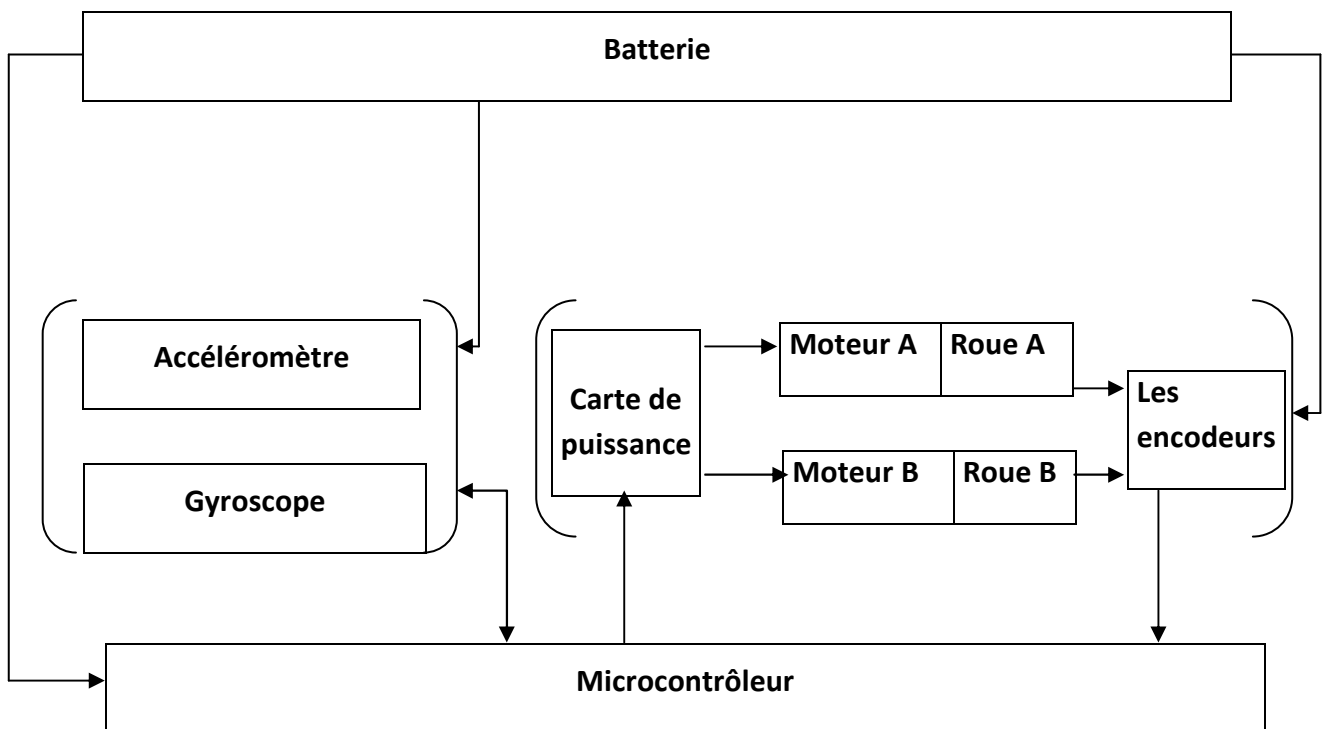 Batterie
Accéléromètre
Gyroscope
Carte de
puissance
Moteur A
Roue A
Moteur B
Roue B
Les
encodeurs
Microcontrôleur